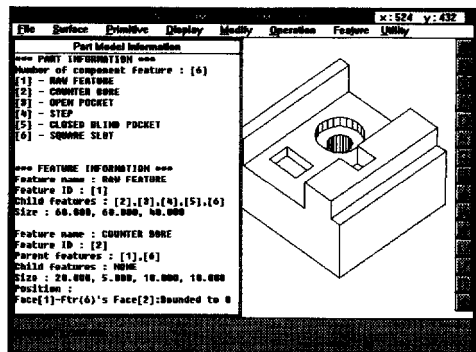 x:524 y:432
File Surface Primitive Display Modify Operation Feature Utility
Part Model Information
*** PART INFORMATION ***
Number of component feature : [6]
[1] - RAW FEATURE
[2] - COUNTER BORE
[3] - OPEN POCKET
[4] - STEP
[5] - CLOSED BLIND POCKET
[6] - SQUARE SLOT
*** FEATURE INFORMATION ***
Feature name : RAW FEATURE
Feature ID : [1]
Child features : [2],[3],[4],[5],[6]
Size : 60.000, 60.000, 40.000
Feature name : COUNTER BORE
Feature ID : [2]
Parent features : [1],[6]
Child features : NONE
Size : 20.000, 5.000, 10.000, 10.000
Position :
Face[1]-Ftr(6)'s Face[2]:Bounded to 0